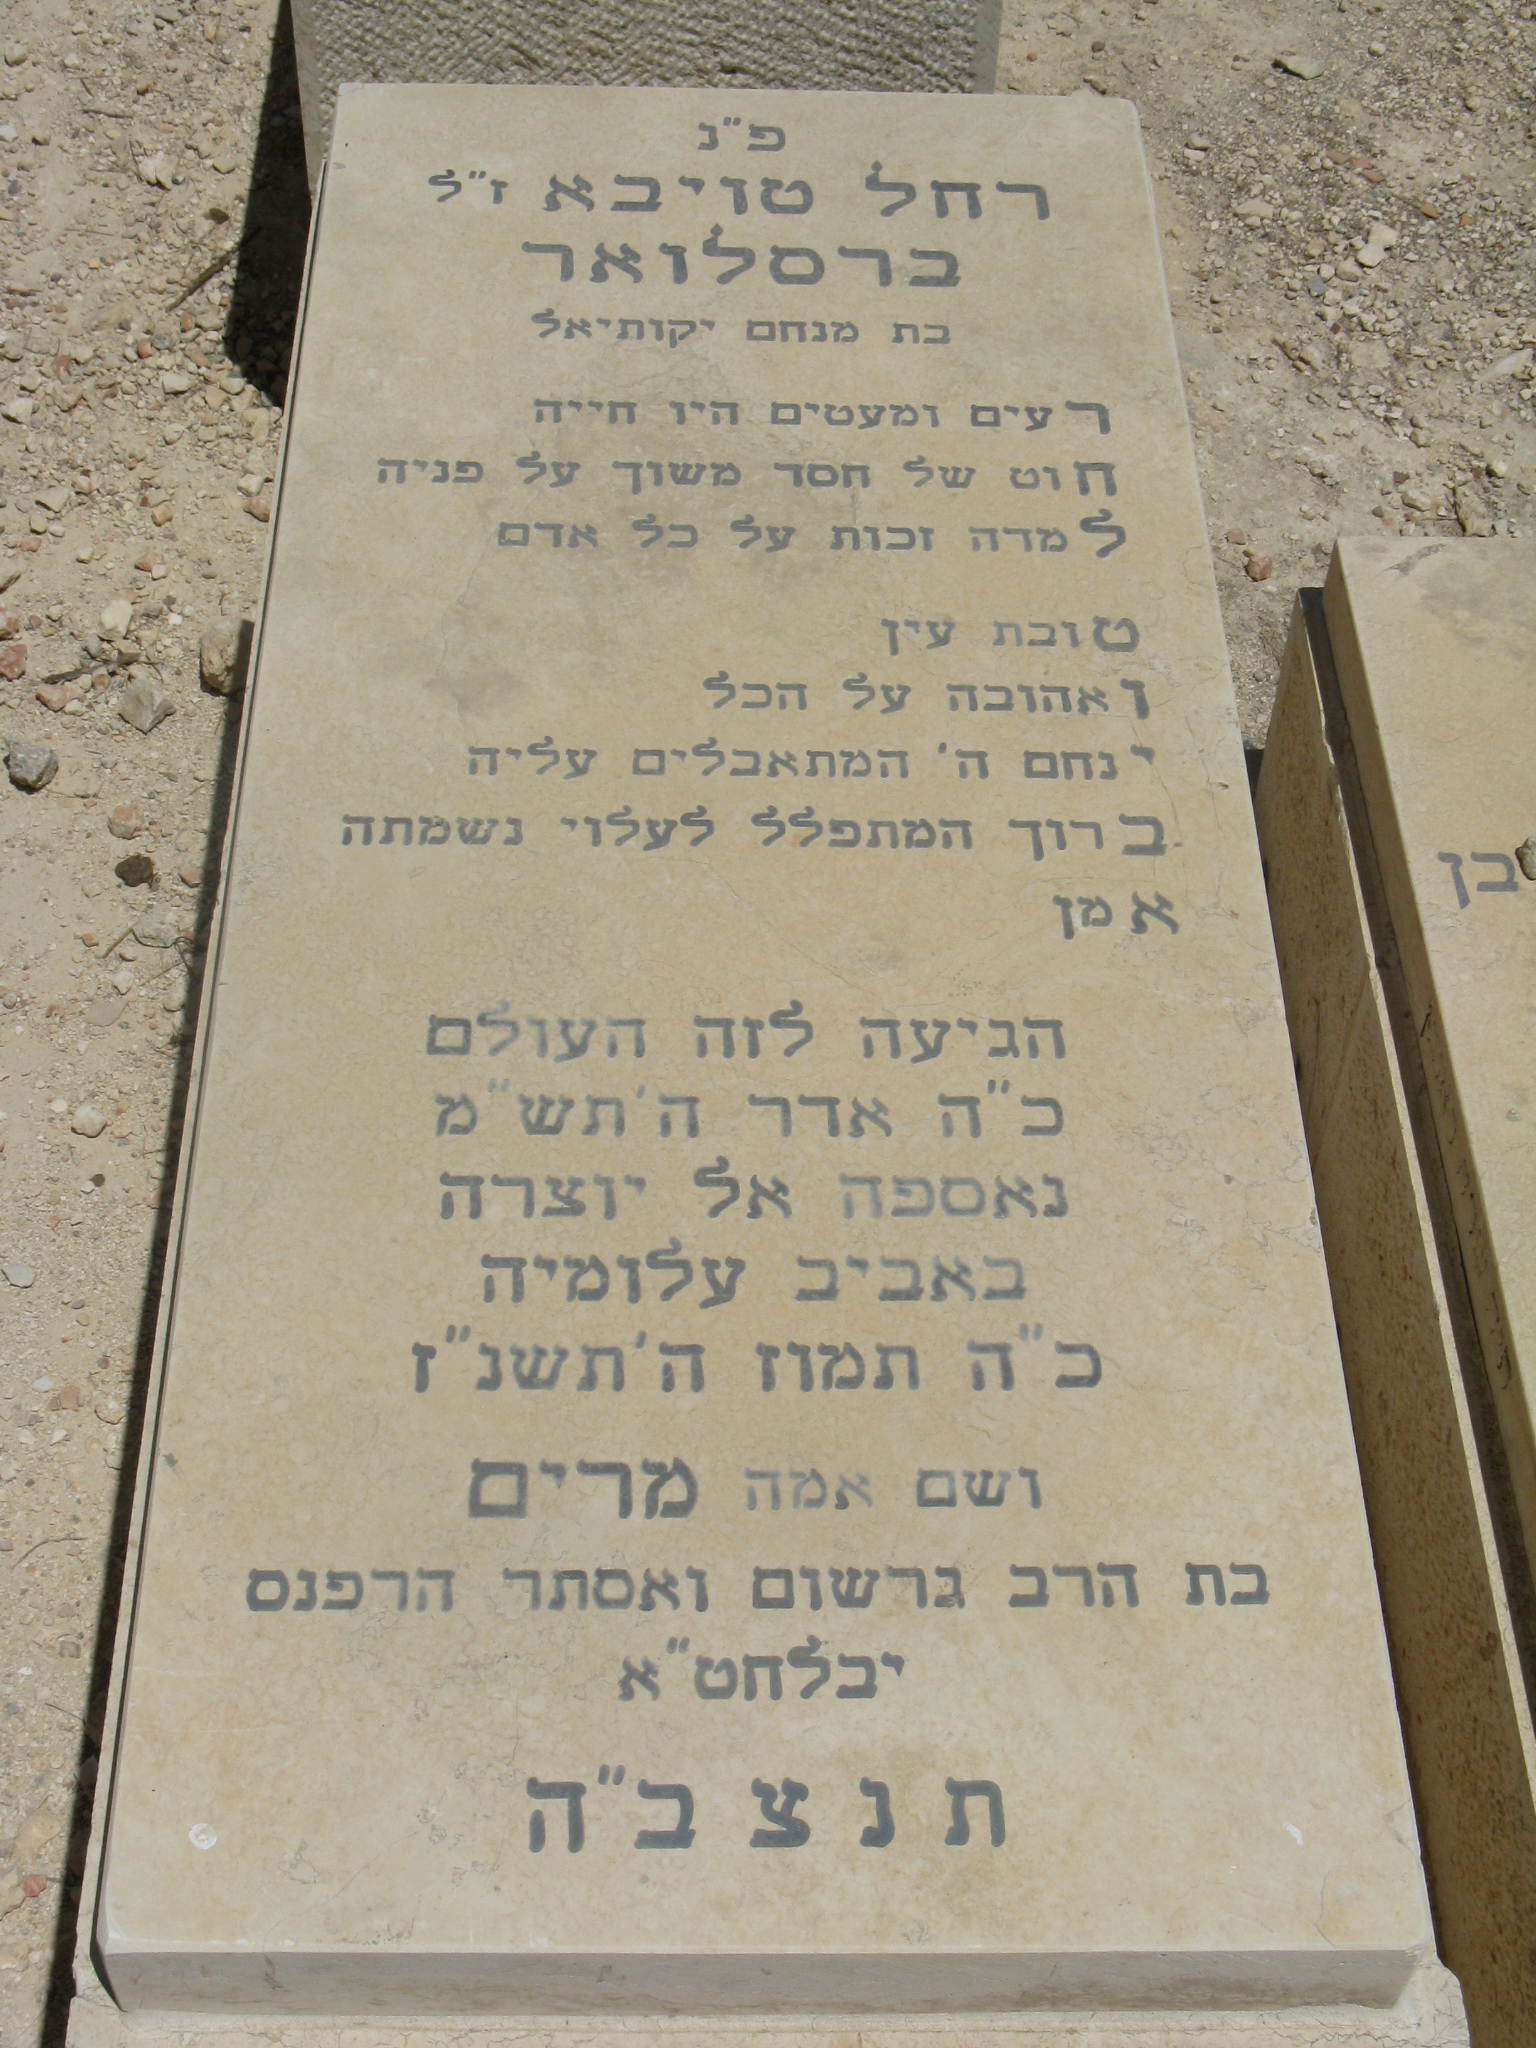 פ"נ
רחל טויבא ז"ל
ברסלואר
בת מנחם יקותיאל
רעים ומעטים היו חייה
חוט של חסד משוך על פניה
למדה זכות על כל אדם
טובת עין
ואהובה על הכל
ינחם ה' המתאבלים עליה
ברוך המתפלל לעלוי נשמתה
אמן
הגיעה לזה העולם
כ"ה אדר ה'תש"מ
נאספה אל יוצרה
באביב עלומיה
כ"ה תמוז ה'תשנ"ז
ושם אמה מרים
בת הרב גרשום ואסתר הרפנס
יבלחט"א
ת נ צ ב"ה
בן